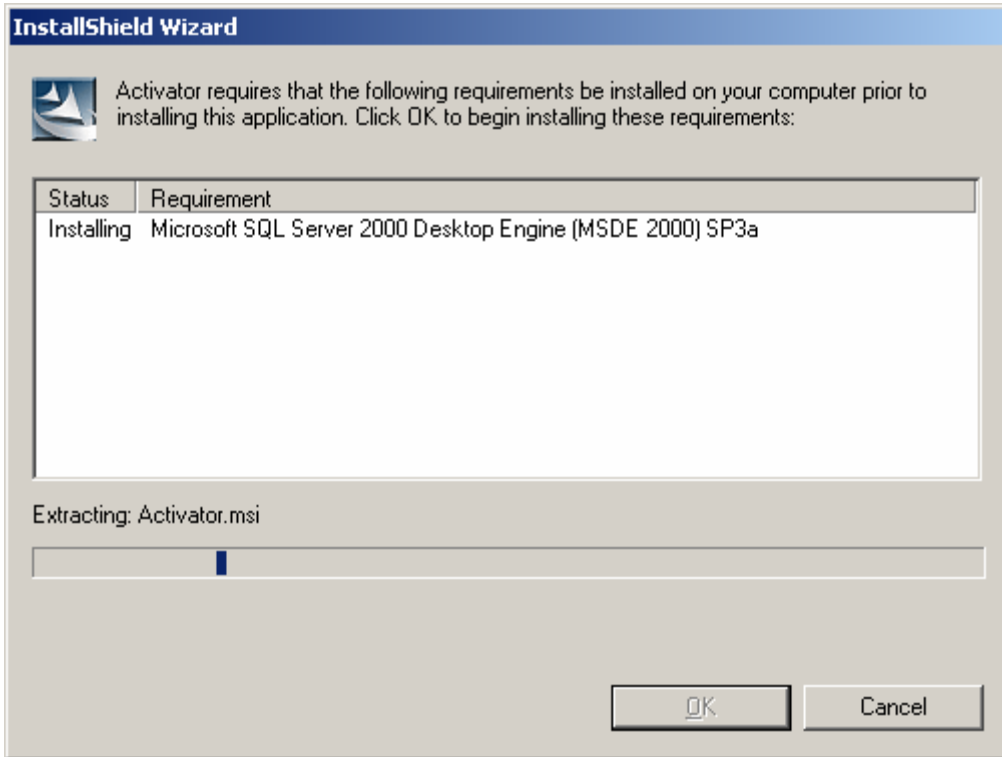 InstallShield Wizard
Activator requires that the following requirements be installed on your computer prior to
installing this application. Click OK to begin installing these requirements:
Status Requirement
Installing Microsoft SQL Server 2000 Desktop Engine (MSDE 2000) SP3a
Extracting: Activator.msi
OK Cancel